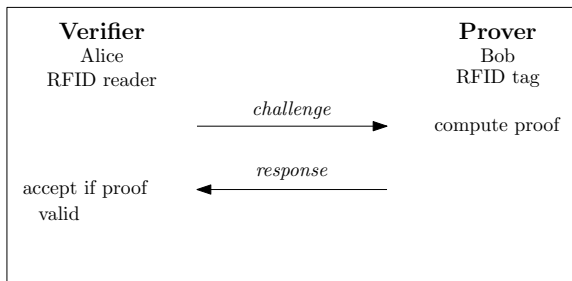 Verifier
Alice
RFID reader
Prover
Bob
RFID tag
challenge
compute proof
response
accept if proof
valid